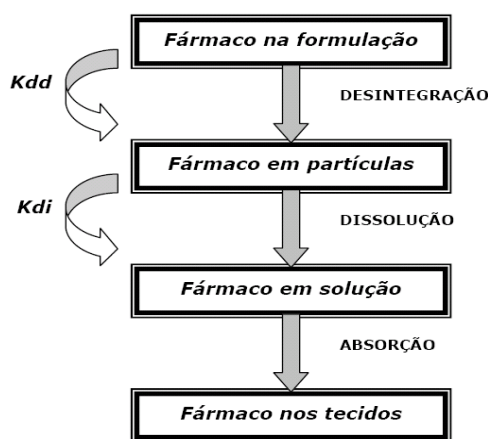 Fármaco na formulação
Kdd
DESINTEGRAÇÃO
Fármaco em partículas
Kdi
DISSOLUÇÃO
Fármaco em solução
ABSORÇÃO
Fármaco nos tecidos